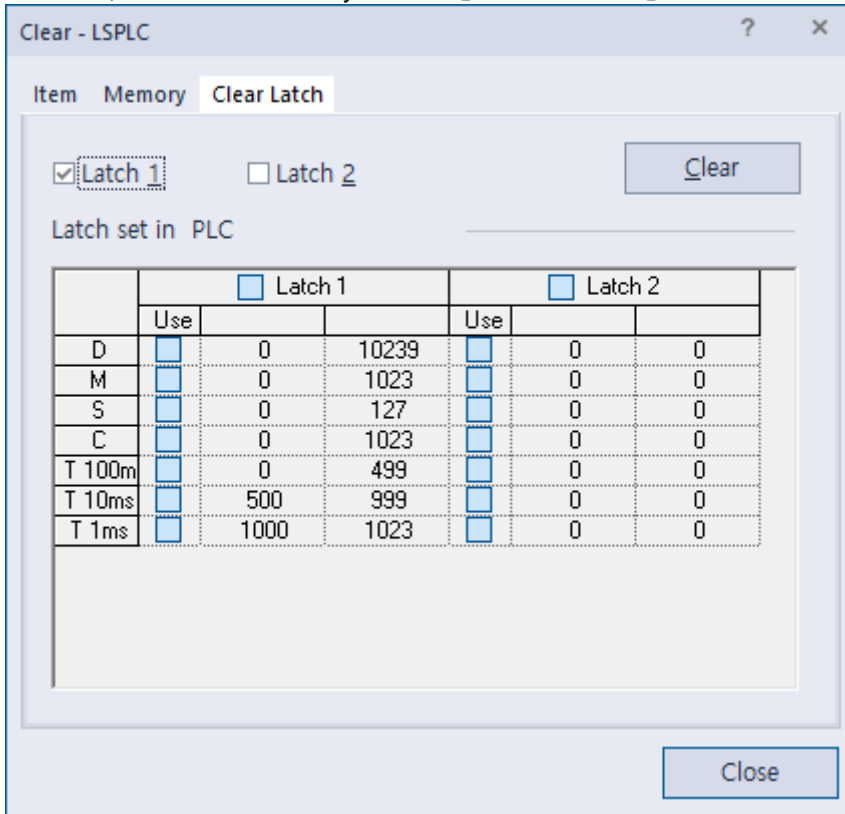 Clear - LSPLC ? ×
Item Memory Clear Latch
Latch 1 Latch 2 Clear
Latch set in PLC
Latch 1 Latch 2
Use Use
D 0 10239 0 0
M 0 1023 0 0
S 0 127 0 0
C 0 1023 0 0
T 100m 0 499 0 0
T 10ms 500 999 0 0
T 1ms 1000 1023 0 0
Close